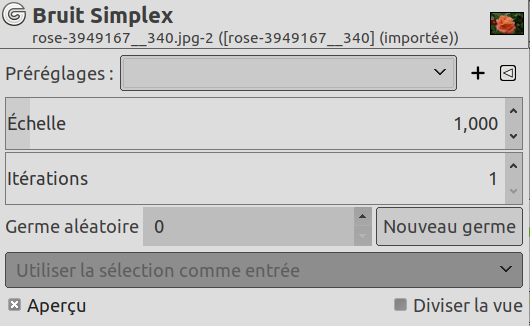 Bruit Simplex
rose-3949167__340.jpg-2 ([rose-3949167__340] (importée))
Préréglages :
Échelle 1,000
Itérations 1
Germe aléatoire 0 Nouveau germe
Utiliser la sélection comme entrée
Aperçu Diviser la vue